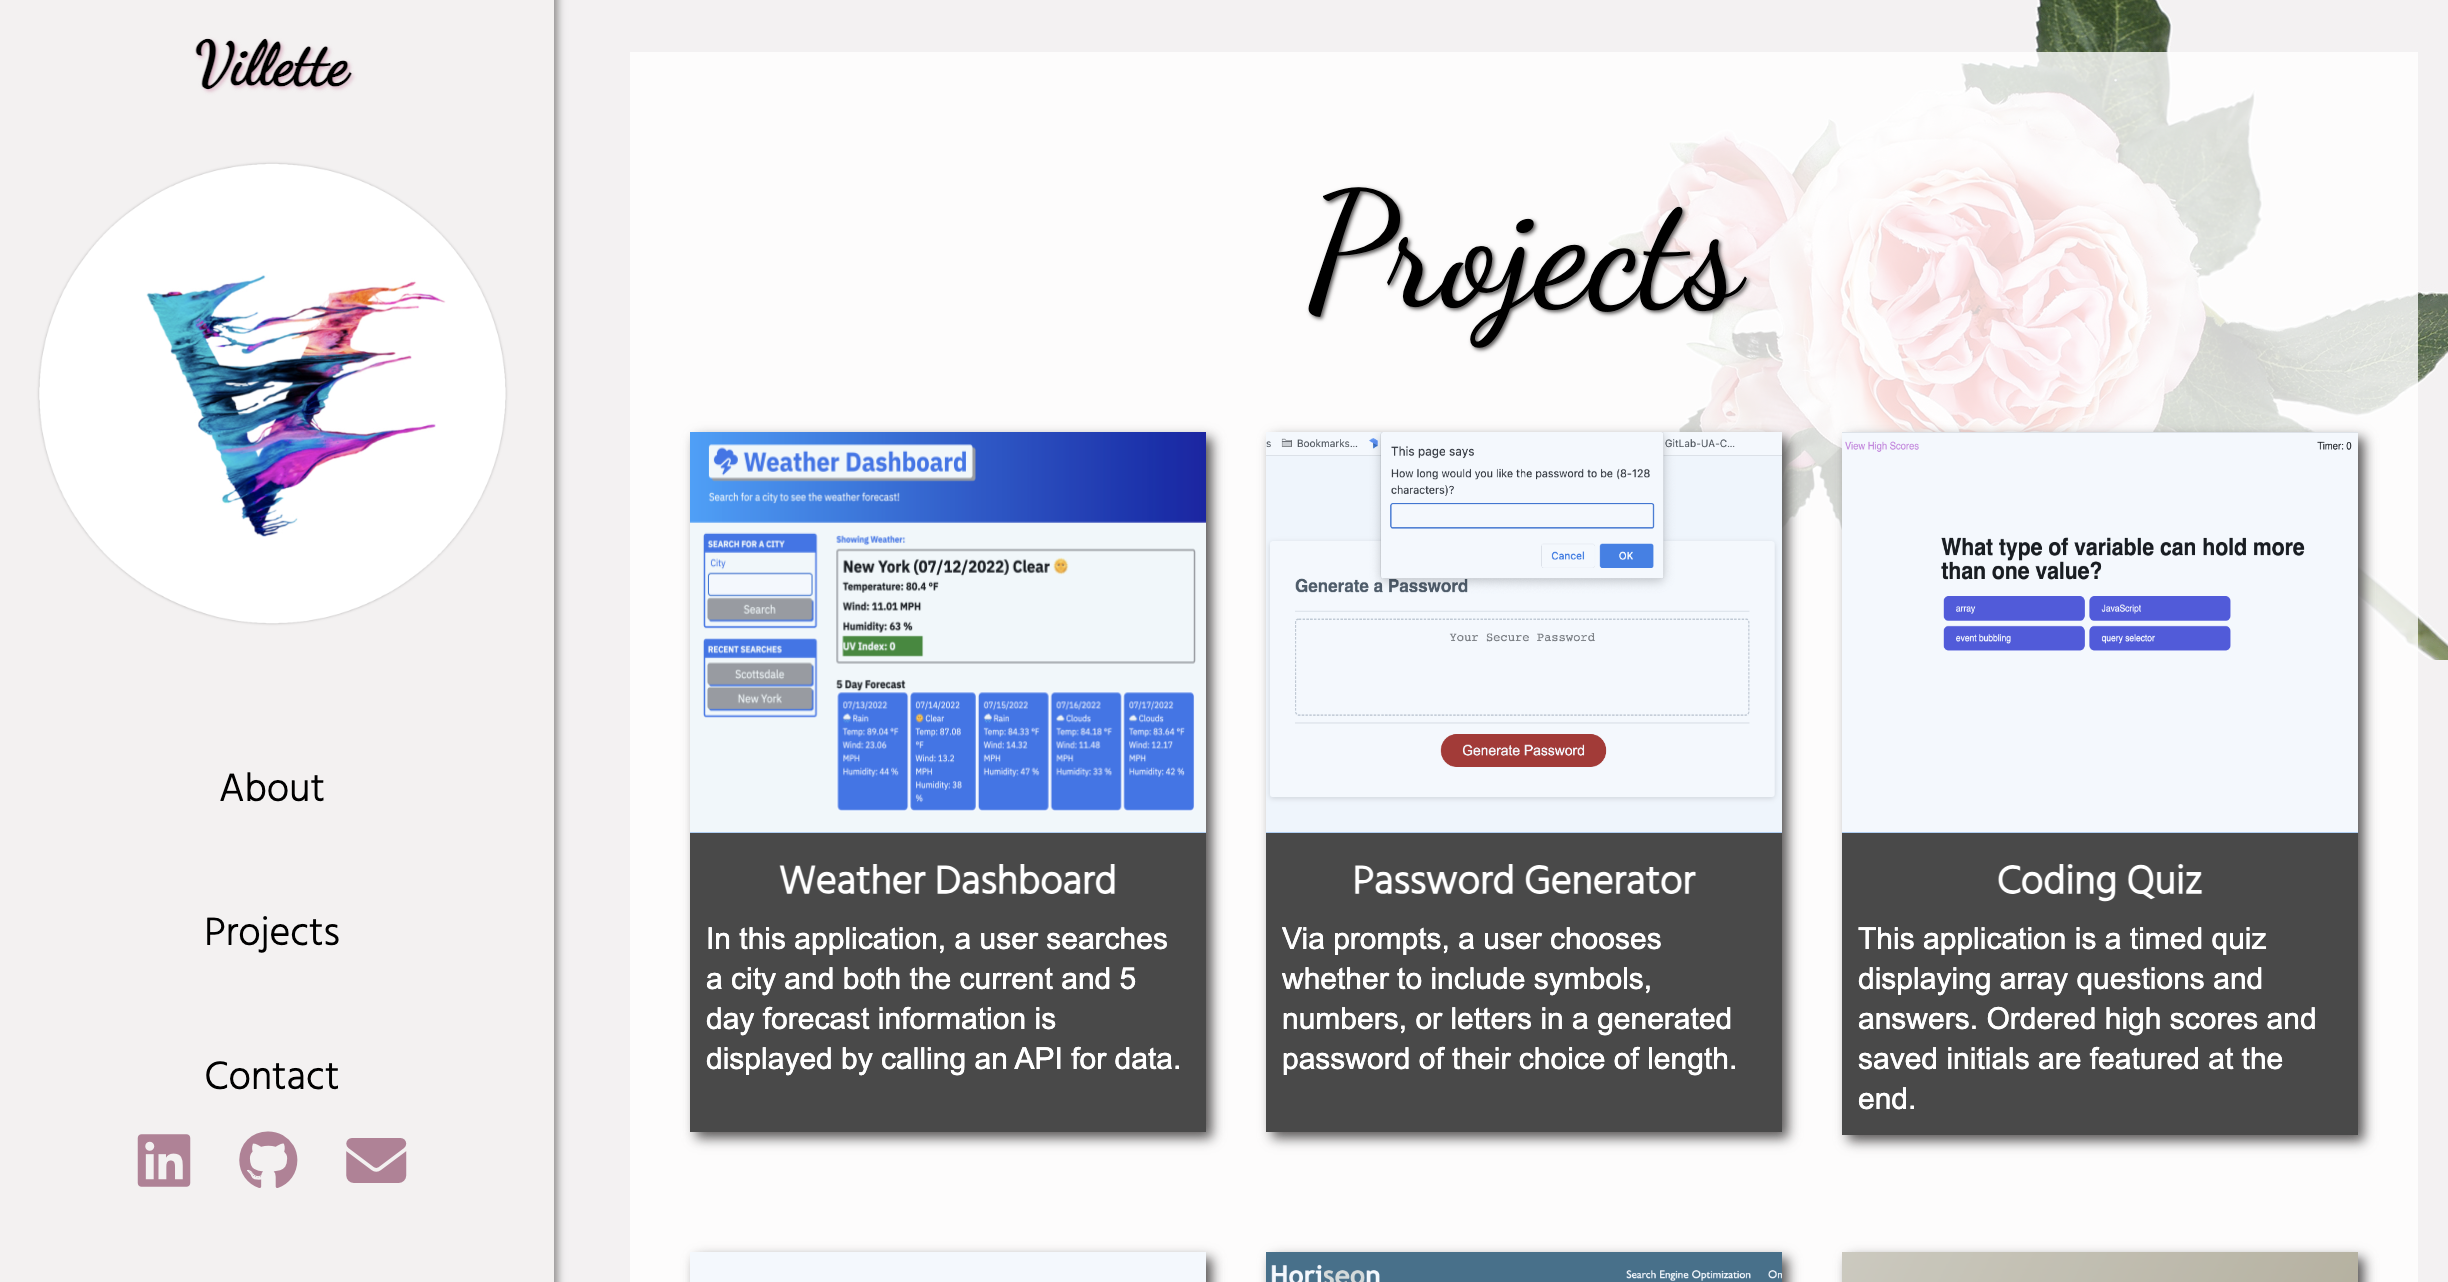 Villette
About
Projects
Contact
Projects
Weather Dashboard
Search for a city to see the weather forecast!
SEARCH FOR A CITY
City
Search
RECENT SEARCHES
Scottsdale
New York
Showing Weather:
New York (07/12/2022) Clear
Temperature: 80.4 °F
Wind: 11.01 MPH
Humidity: 63 %
UV Index: 0
5 Day Forecast
07/13/2022
Rain
Temp: 89.04 °F
Wind: 23.06
MPH
Humidity: 44 %
07/14/2022
Clear
Temp: 87.08
°F
Wind: 13.2
MPH
Humidity: 38
%
07/15/2022
Rain
Temp: 84.33 °F
Wind: 14.32
MPH
Humidity: 47 %
07/16/2022
Clouds
Temp: 84.18 °F
Wind: 11.48
MPH
Humidity: 33 %
07/17/2022
Clouds
Temp: 83.64 °F
Wind: 12.17
MPH
Humidity: 42 %
Weather Dashboard
In this application, a user searches
a city and both the current and 5
day forecast information is
displayed by calling an API for data.
s Bookmarks...
GitLab-UA-C...
This page says
How long would you like the password to be (8-128
characters)?
Cancel
OK
Generate a Password
Your Secure Password
Generate Password
Password Generator
Via prompts, a user chooses
whether to include symbols,
numbers, or letters in a generated
password of their choice of length.
View High Scores
Timer: 0
What type of variable can hold more
than one value?
array
JavaScript
event bubbling
query selector
Coding Quiz
This application is a timed quiz
displaying array questions and
answers. Ordered high scores and
saved initials are featured at the
end.
Horiseon
Search Engine Optimization